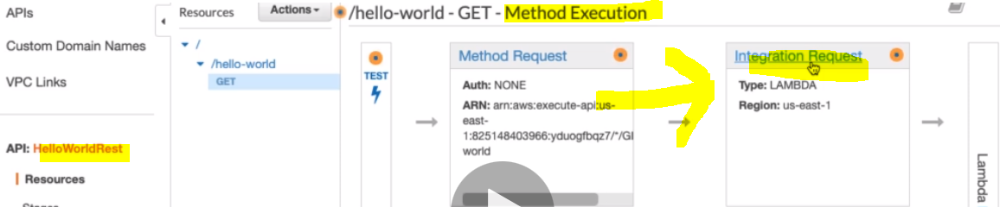 APIs
Custom Domain Names
VPC Links
API: HelloWorldRest
Resources
Stages
Resources
Actions
/
/hello-world
GET
/hello-world - GET - Method Execution
TEST
Method Request
Auth: NONE
ARN: arn:aws:execute-api:us-
east-
1:825148403966:yduogfbqz7/*/GI
world
Integration Request
Type: LAMBDA
Region: us-east-1
Lambda